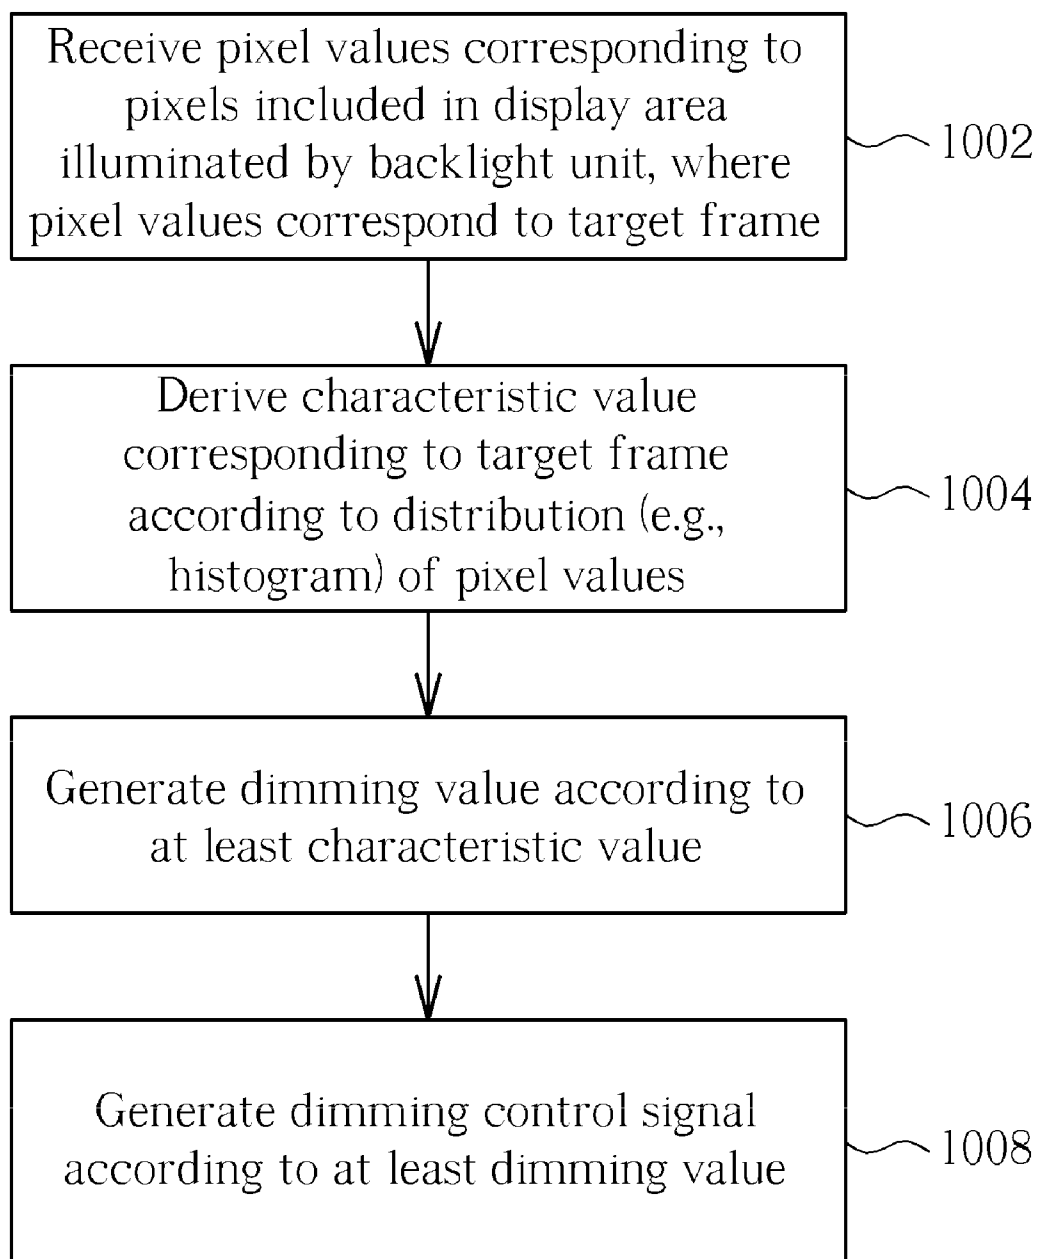 Receive pixel values corresponding to
pixels included in display area
illuminated by backlight unit, where
pixel values correspond to target frame
1002
Derive characteristic value
corresponding to target frame
according to distribution (e.g.,
histogram) of pixel values
1004
Generate dimming value according to
at least characteristic value
1006
Generate dimming control signal
according to at least dimming value
1008